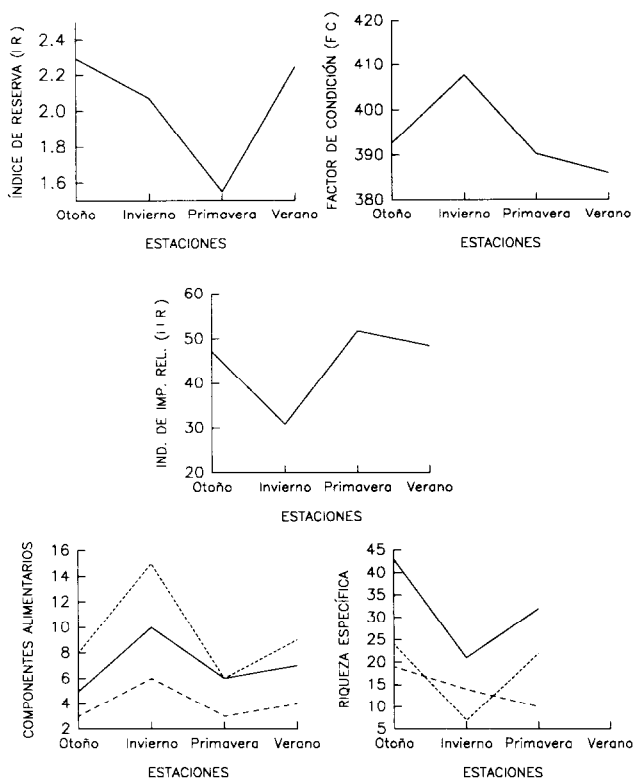 ÍNDICE DE RESERVA (I R)
2.4
2.2
2.0
1.8
1.6
Otoño Invierno Primavera Verano
ESTACIONES
FACTOR DE CONDICIÓN (F C)
420
410
400
390
380
Otoño Invierno Primavera Verano
ESTACIONES
IND. DE IMP. REL. (I I R)
60
50
40
30
20
Otoño Invierno Primavera Verano
ESTACIONES
COMPONENTES ALIMENTARIOS
16
14
12
10
8
6
4
2
Otoño Invierno Primavera Verano
ESTACIONES
RIQUEZA ESPECÍFICA
45
40
35
30
25
20
15
10
5
Otoño Invierno Primavera Verano
ESTACIONES